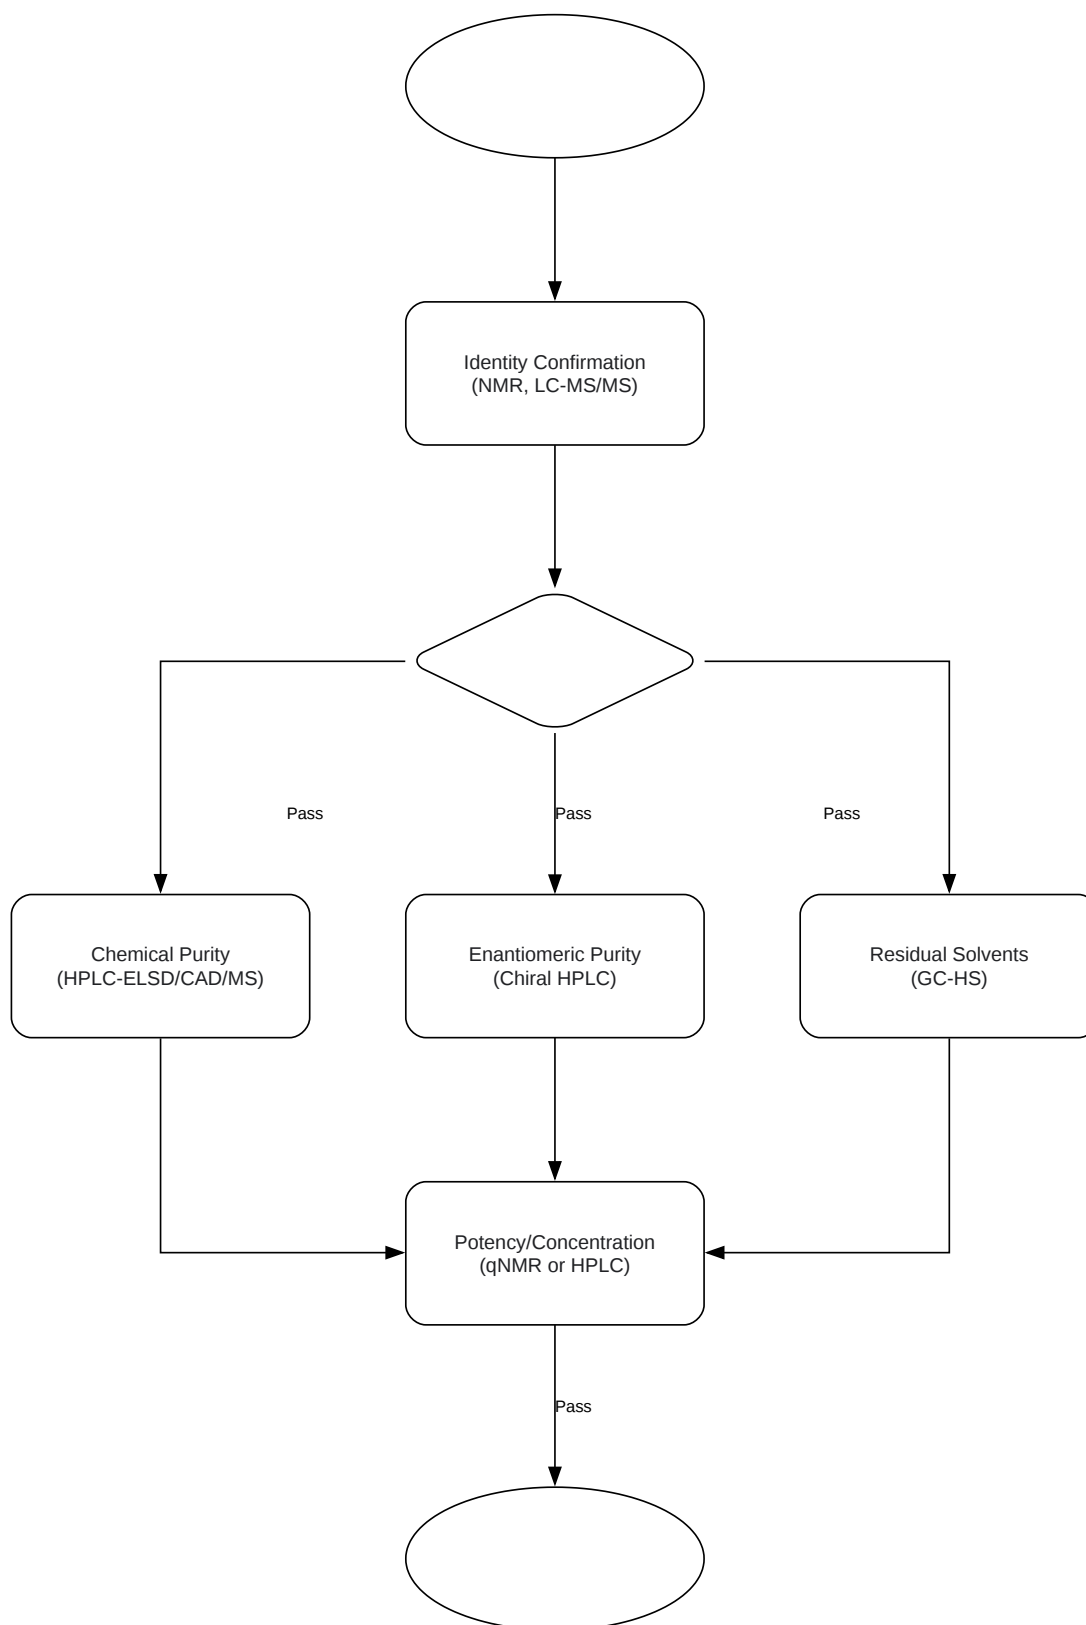 Identity Confirmation
(NMR, LC-MS/MS)
Pass
Pass
Pass
Chemical Purity
(HPLC-ELSD/CAD/MS)
Enantiomeric Purity
(Chiral HPLC)
Residual Solvents
(GC-HS)
Potency/Concentration
(qNMR or HPLC)
Pass